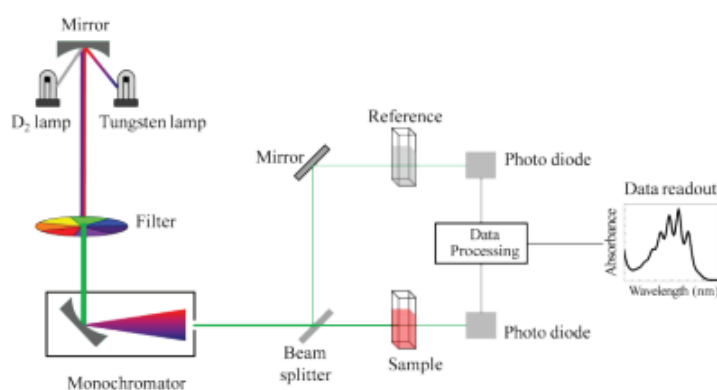 Mirror
D₂ lamp
Tungsten lamp
Filter
Monochromator
Beam
splitter
Mirror
Reference
Sample
Photo diode
Data
Processing
Photo diode
Data readout
Absorbance
Wavelength (nm)